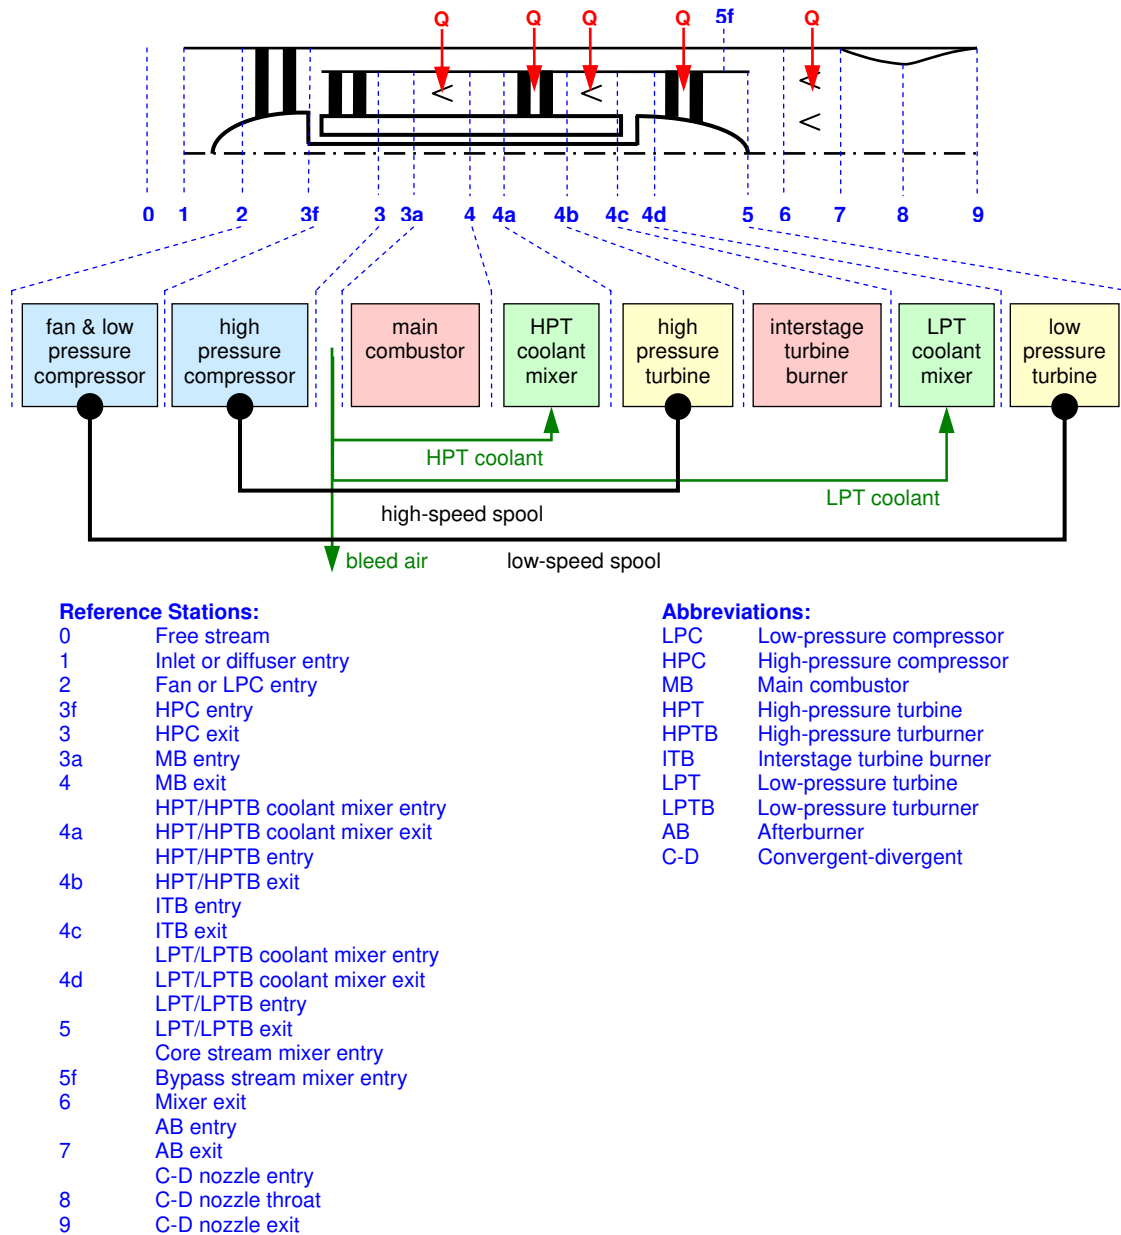 Q Q Q Q 5f Q
0 1 2 3f 3 3a 4 4a 4b 4c 4d 5 6 7 8 9
fan & low
pressure
compressor
high
pressure
compressor
main
combustor
HPT
coolant
mixer
high
pressure
turbine
interstage
turbine
burner
LPT
coolant
mixer
low
pressure
turbine
HPT coolant
LPT coolant
high-speed spool
bleed air
low-speed spool
Reference Stations:
0 Free stream
1 Inlet or diffuser entry
2 Fan or LPC entry
3f HPC entry
3 HPC exit
3a MB entry
4 MB exit
HPT/HPTB coolant mixer entry
4a HPT/HPTB coolant mixer exit
HPT/HPTB entry
4b HPT/HPTB exit
ITB entry
4c ITB exit
LPT/LPTB coolant mixer entry
4d LPT/LPTB coolant mixer exit
LPT/LPTB entry
5 LPT/LPTB exit
Core stream mixer entry
5f Bypass stream mixer entry
6 Mixer exit
AB entry
7 AB exit
C-D nozzle entry
8 C-D nozzle throat
9 C-D nozzle exit
Abbreviations:
LPC Low-pressure compressor
HPC High-pressure compressor
MB Main combustor
HPT High-pressure turbine
HPTB High-pressure turburner
ITB Interstage turbine burner
LPT Low-pressure turbine
LPTB Low-pressure turburner
AB Afterburner
C-D Convergent-divergent